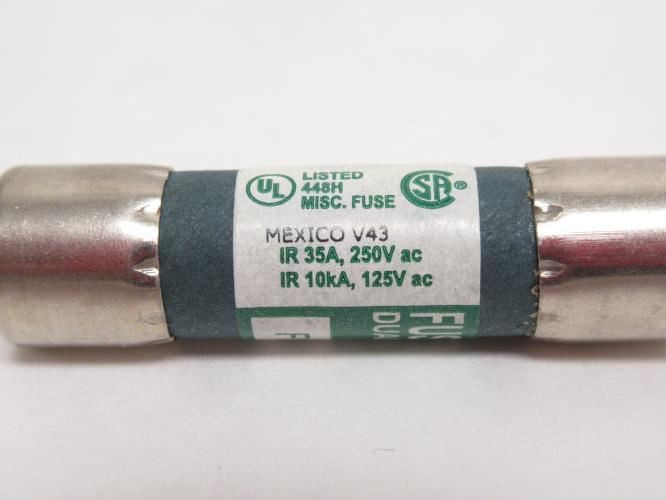 UL
LISTED
448H
MISC. FUSE
SA®
MEXICO V43
IR 35A, 250V ac
IR 10kA, 125V ac